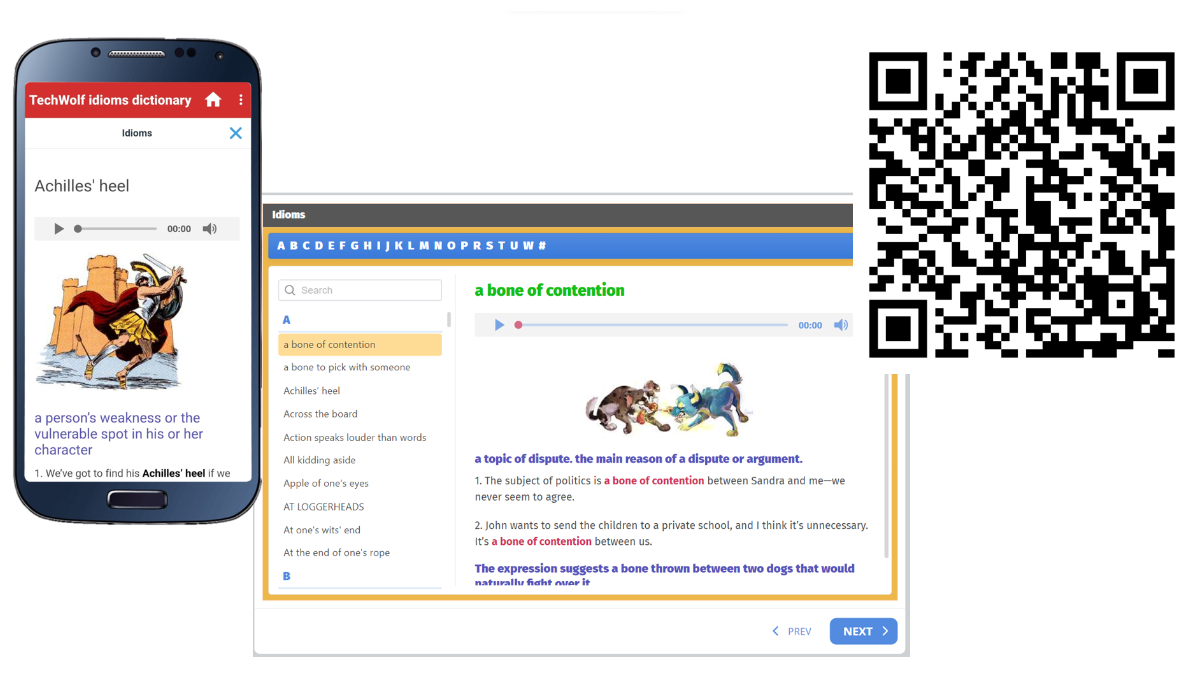 TechWolf idioms dictionary
Idioms
Achilles' heel
00:00
a person's weakness or the
vulnerable spot in his or her
character
1. We've got to find his Achilles' heel if we
Idioms
A B C D E F G H I J K L M N O P R S T U W #
Search
A
a bone of contention
a bone to pick with someone
Achilles' heel
Across the board
Action speaks louder than words
All kidding aside
Apple of one's eyes
AT LOGGERHEADS
At one's wits' end
At the end of one's rope
B
a bone of contention
00:00
a topic of dispute. the main reason of a dispute or argument.
1. The subject of politics is a bone of contention between Sandra and me—we
never seem to agree.
2. John wants to send the children to a private school, and I think it's unnecessary.
It's a bone of contention between us.
The expression suggests a bone thrown between two dogs that would
naturally fight over it
PREV
NEXT